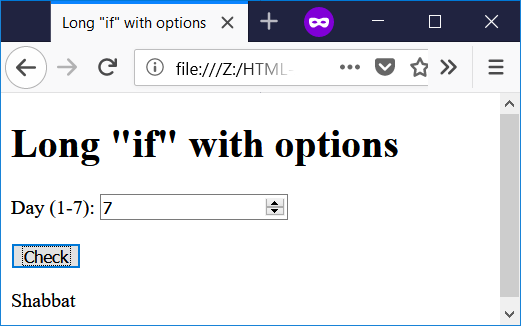 Long "if" with options
file:///Z:/HTML-
Long "if" with options
Day (1-7): 7
Check
Shabbat